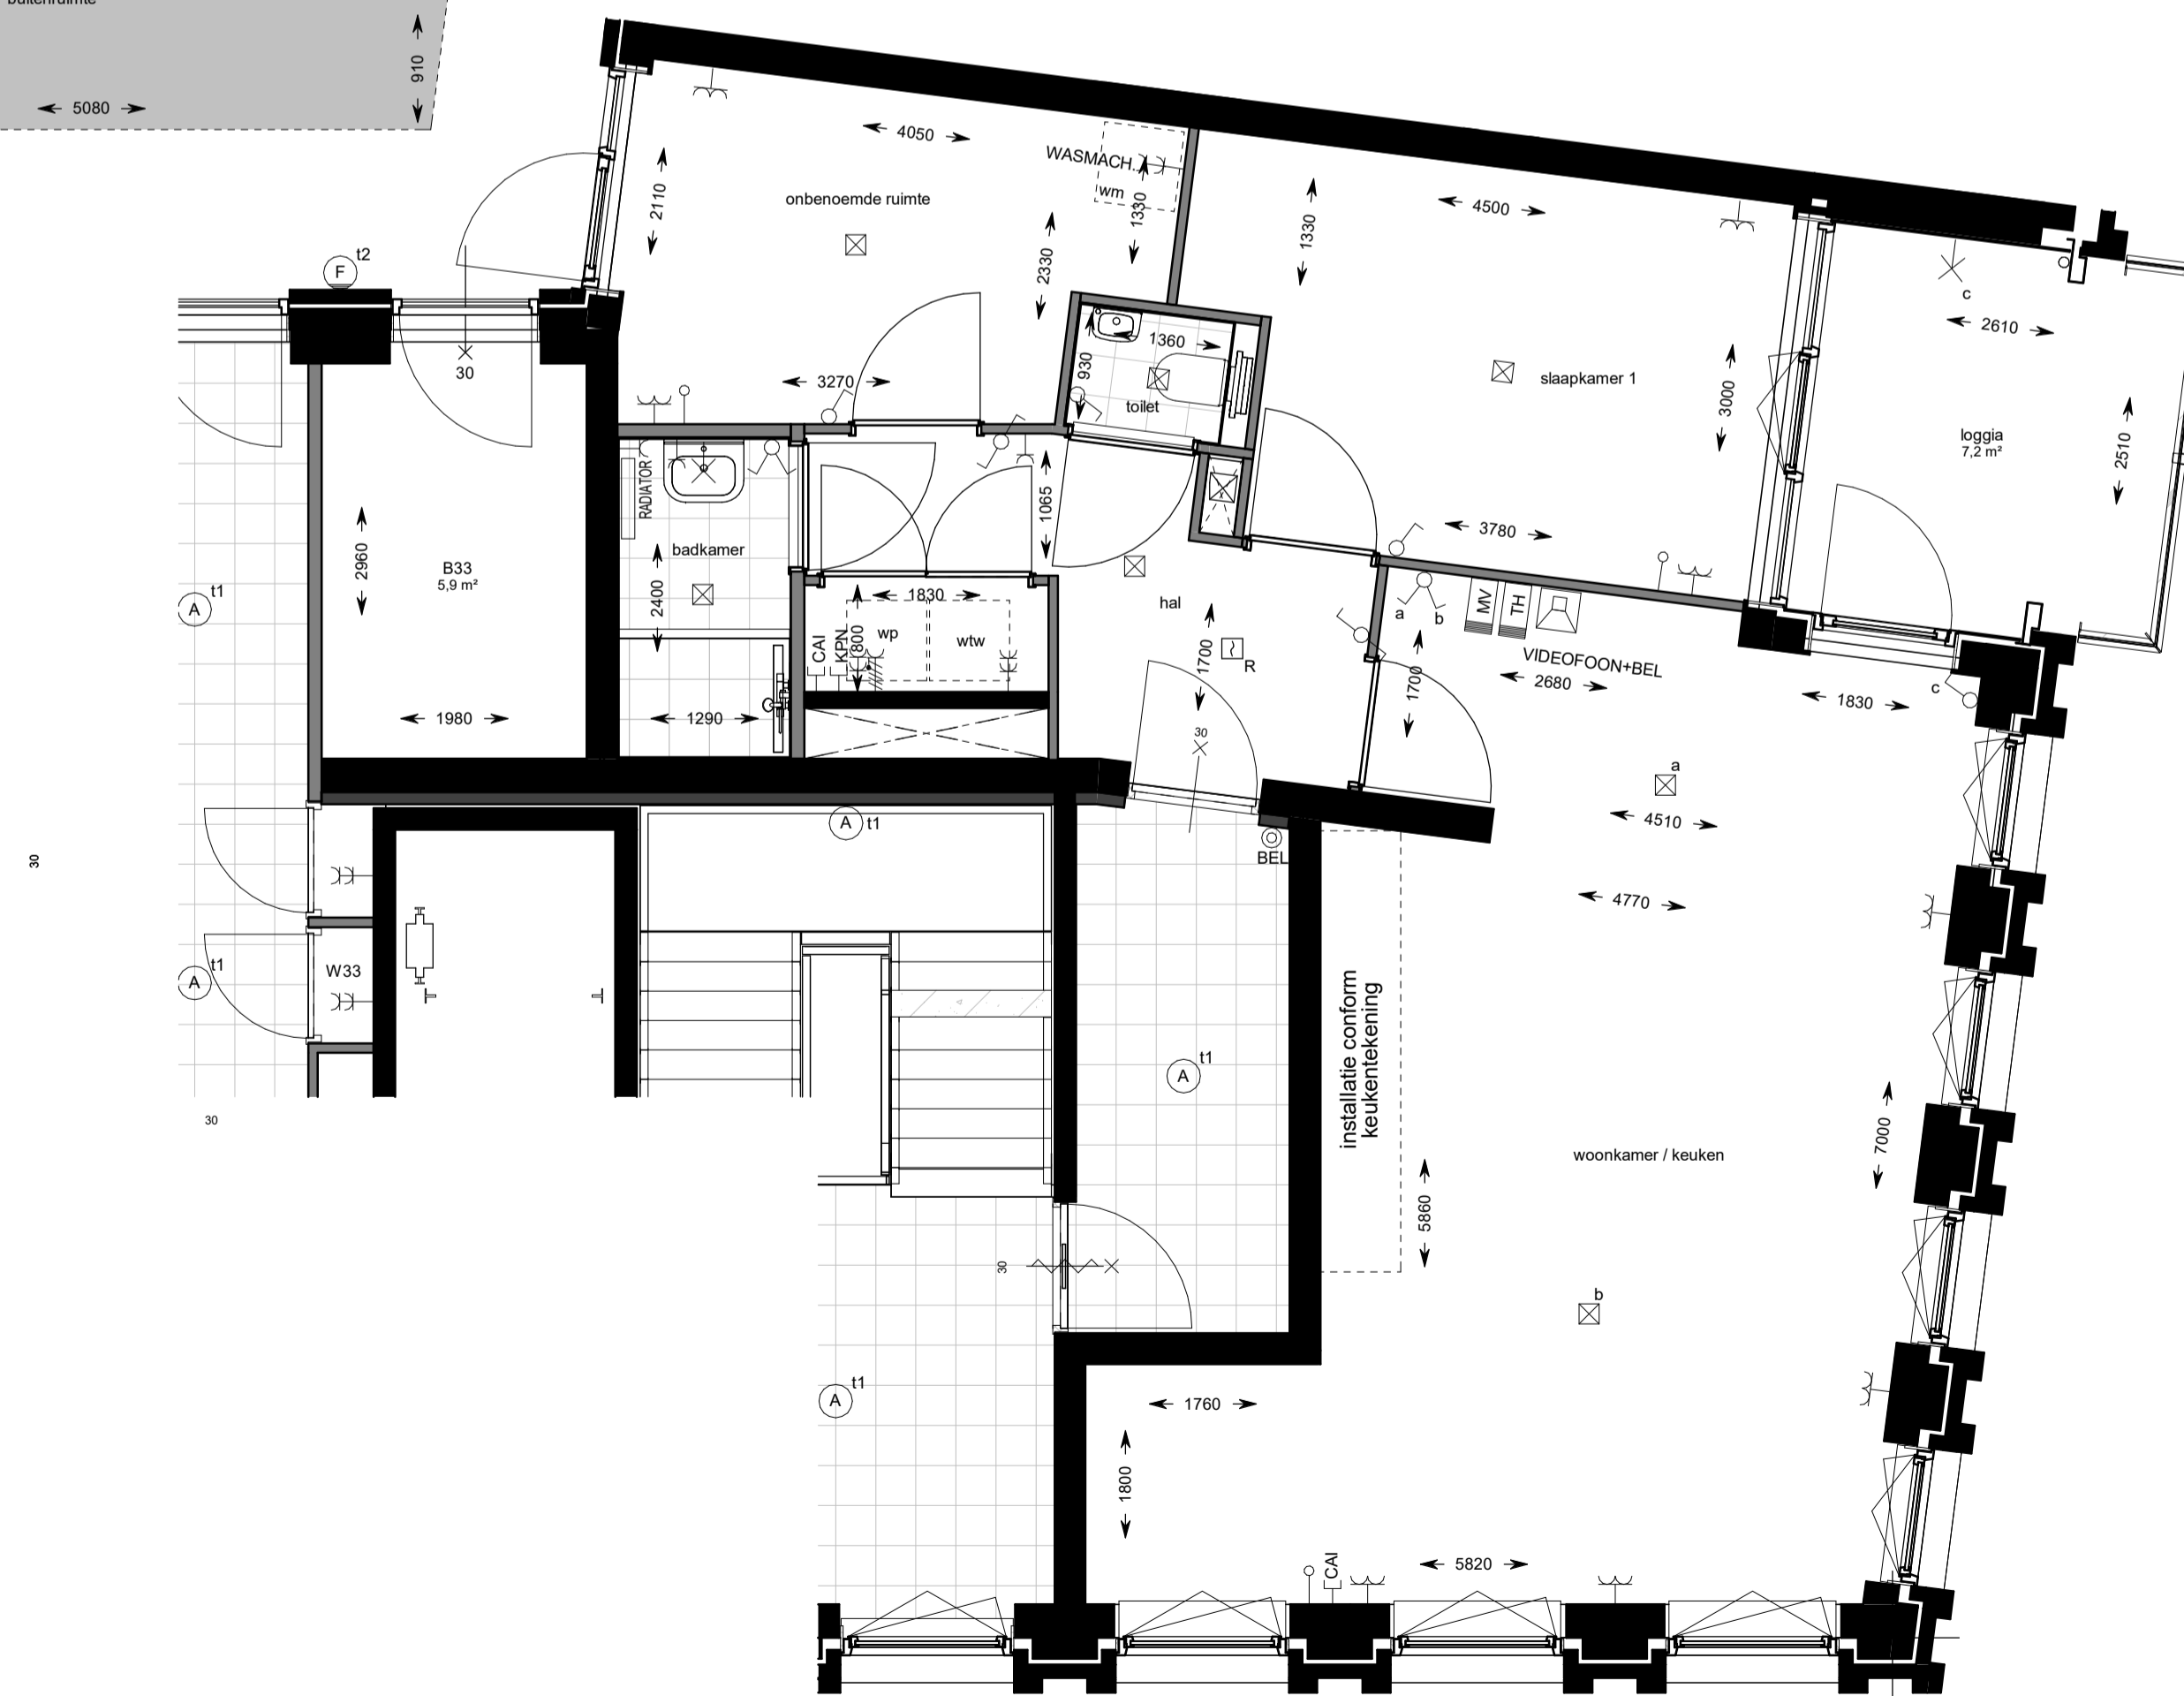 buitenruimte
910
5080
4050
WASMACH.
wm
1330
2110
onbenoemde ruimte
2330
1330
4500
c
2610
F
t2
30
3270
1360
930
toilet
slaapkamer 1
3000
loggia
7,2 m²
2510
RADIATOR
1065
3780
badkamer
2960
B33
5,9 m²
A
t1
2400
1830
hal
a
b
MV
TH
CAI
KPN
800
wp
wtw
1700
R
1700
VIDEOFOON+BEL
2680
1830
c
1980
1290
30
a
4510
A
t1
BEL
30
4770
W33
A
t1
installatie conform
keukentekening
A
t1
30
7000
woonkamer / keuken
5860
30
b
A
t1
1760
1800
CAI
5820